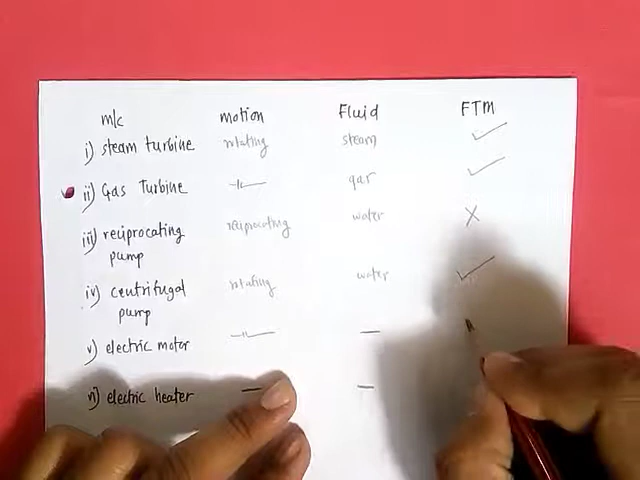 m/c motion Fluid FTM
i) steam turbine rotating steam ✓
ii) Gas Turbine –"– gas ✓
iii) reciprocating reciprocating water ✗
pump
iv) centrifugal rotating water ✓
pump
v) electric motor –"– —
vi) electric heater — —